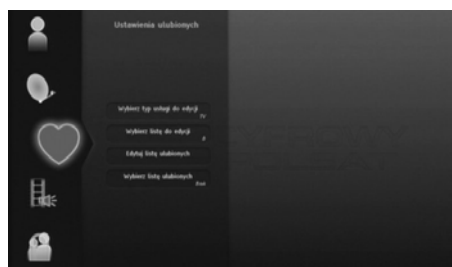 Ustawienia ulubionych
Wybierz typ usługi do edycji
TV
Wybierz listę do edycji
Edytuj listę ulubionych
Wybierz listę ulubionych